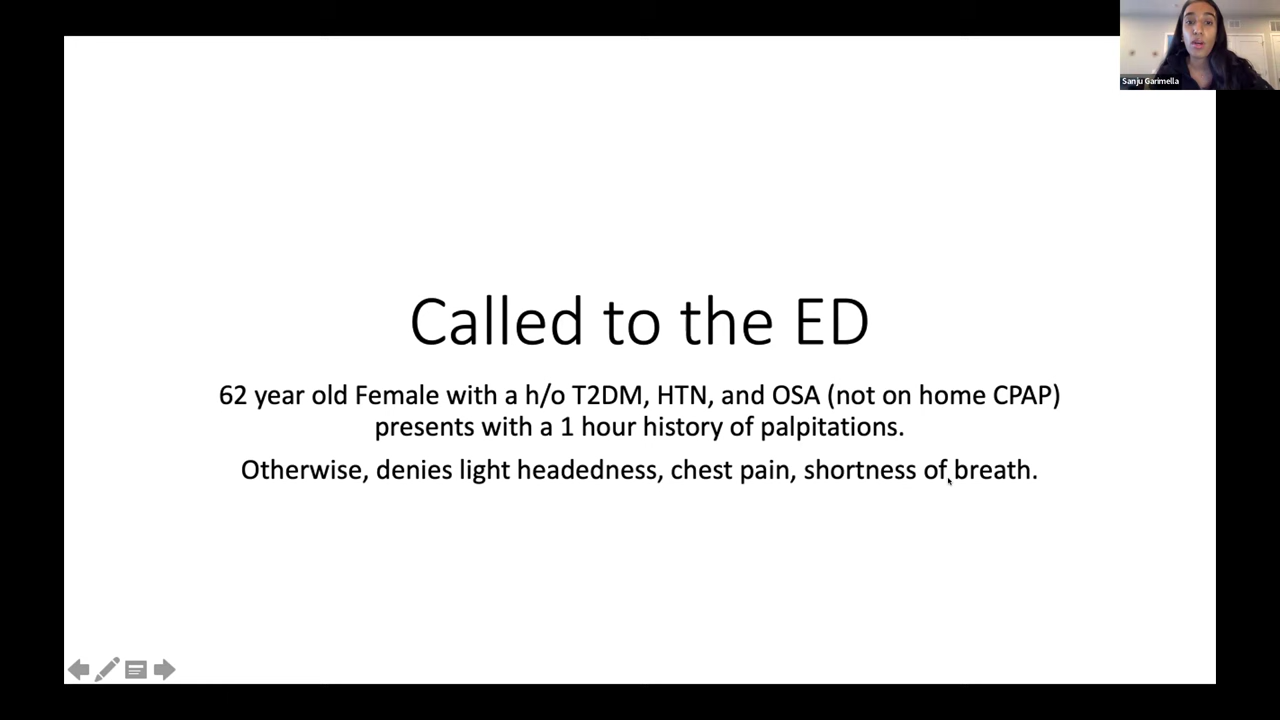 Sanju Garimella
Called to the ED
62 year old Female with a h/o T2DM, HTN, and OSA (not on home CPAP)
presents with a 1 hour history of palpitations.
Otherwise, denies light headedness, chest pain, shortness of breath.